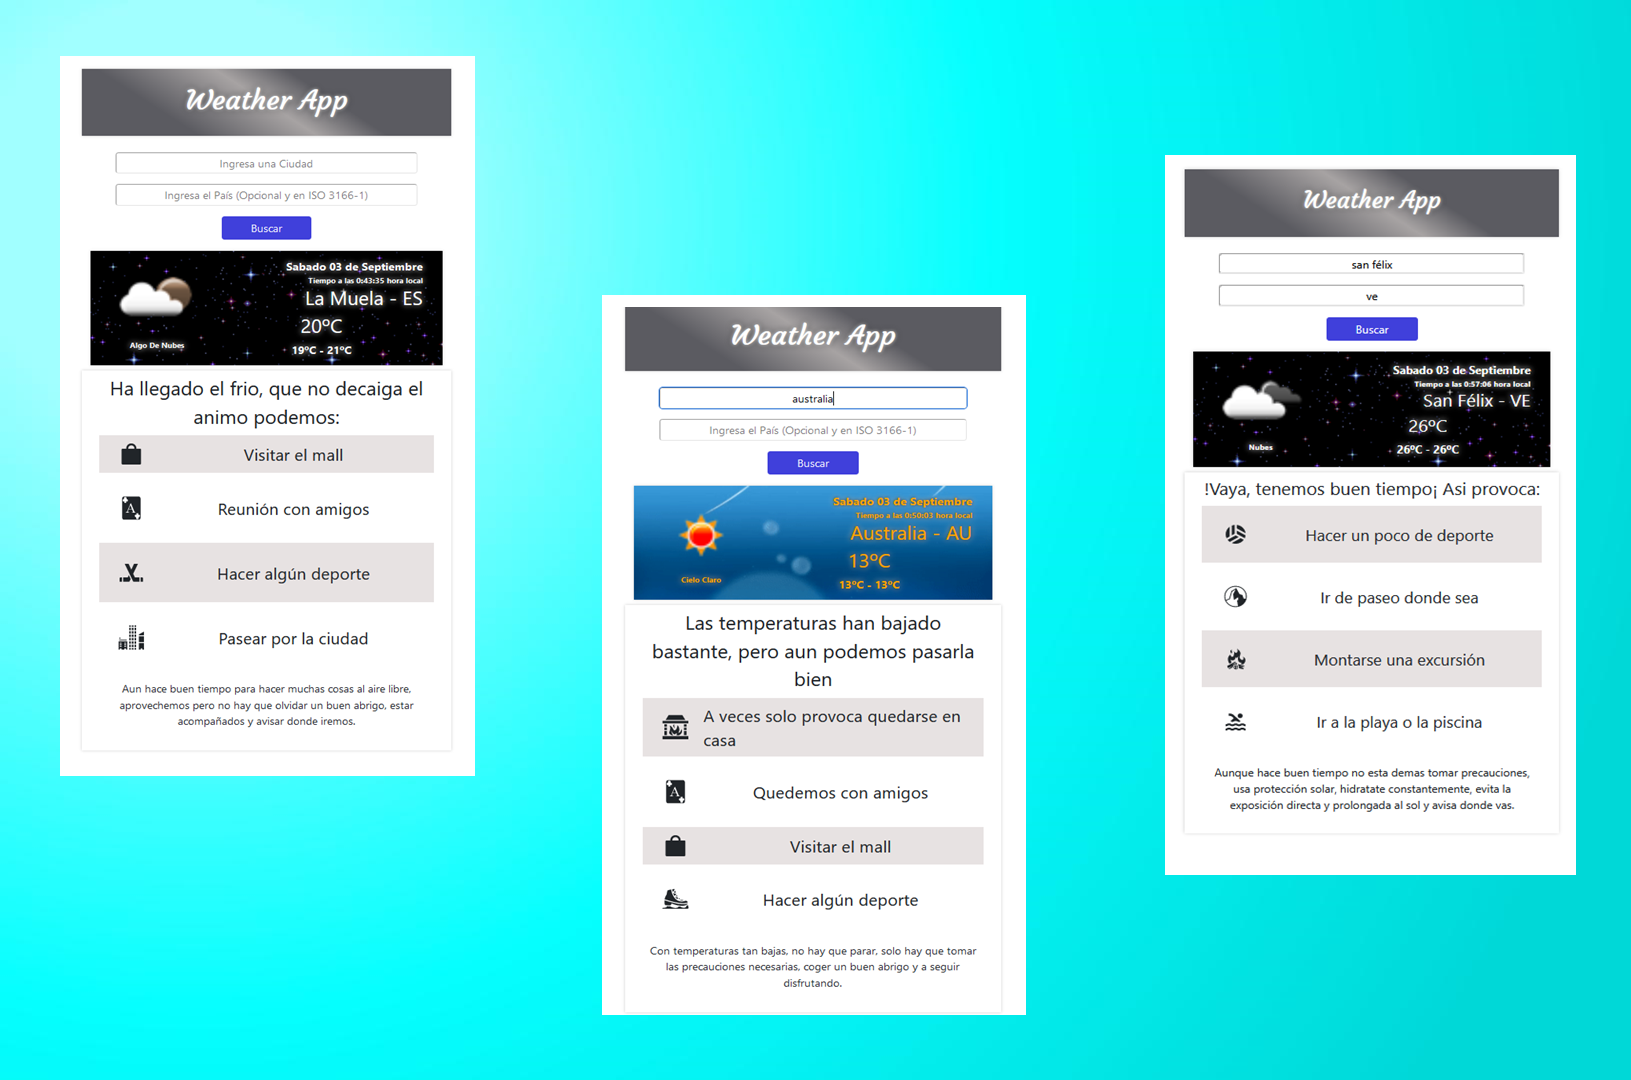 Weather App
Ingresa una Ciudad
Ingresa el País (Opcional y en ISO 3166-1)
Buscar
Sabado 03 de Septiembre
Tiempo a las 0:43:35 hora local
La Muela - ES
20ºC
Algo De Nubes
19ºC - 21ºC
Ha llegado el frio, que no decaiga el
animo podemos:
Visitar el mall
A
Reunión con amigos
Hacer algún deporte
Pasear por la ciudad
Aun hace buen tiempo para hacer muchas cosas al aire libre,
aprovechemos pero no hay que olvidar un buen abrigo, estar
acompañados y avisar donde iremos.
Weather App
australia
Ingresa el País (Opcional y en ISO 3166-1)
Buscar
Sabado 03 de Septiembre
Tiempo a las 0:50:03 hora local
Australia - AU
13ºC
Cielo Claro
13ºC - 13ºC
Las temperaturas han bajado
bastante, pero aun podemos pasarla
bien
A veces solo provoca quedarse en
casa
A
Quedemos con amigos
Visitar el mall
Hacer algún deporte
Con temperaturas tan bajas, no hay que parar, solo hay que tomar
las precauciones necesarias, coger un buen abrigo y a seguir
disfrutando.
Weather App
san félix
ve
Buscar
Sabado 03 de Septiembre
Tiempo a las 0:57:06 hora local
San Félix - VE
26ºC
Nubes
26ºC - 26ºC
!Vaya, tenemos buen tiempo¡ Asi provoca:
Hacer un poco de deporte
Ir de paseo donde sea
Montarse una excursión
Ir a la playa o la piscina
Aunque hace buen tiempo no esta demas tomar precauciones,
usa protección solar, hidratate constantemente, evita la
exposición directa y prolongada al sol y avisa donde vas.